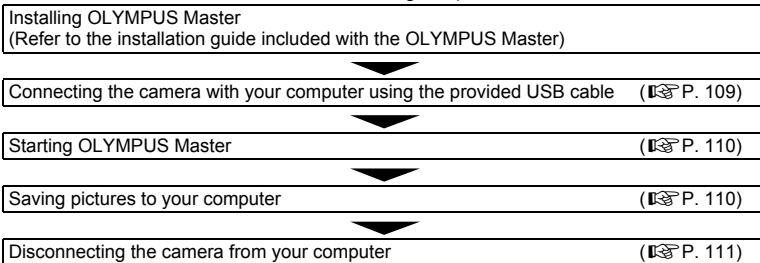 Installing OLYMPUS Master
(Refer to the installation guide included with the OLYMPUS Master)
Connecting the camera with your computer using the provided USB cable (☞P. 109)
Starting OLYMPUS Master (☞P. 110)
Saving pictures to your computer (☞P. 110)
Disconnecting the camera from your computer (☞P. 111)